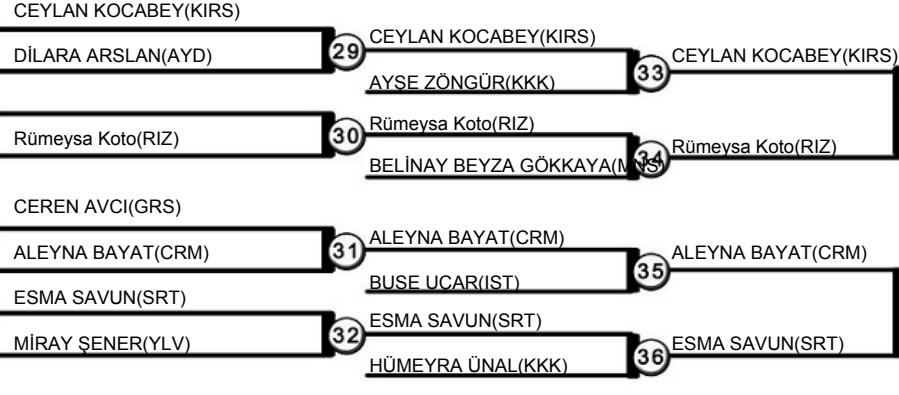 CEYLAN KOCABEY(KIRS)
DİLARA ARSLAN(AYD)
29
CEYLAN KOCABEY(KIRS)
AYŞE ZÖNGÜR(KKK)
33
CEYLAN KOCABEY(KIRS)
Rümeysa Koto(RIZ)
30
Rümeysa Koto(RIZ)
BELİNAY BEYZA GÖKKAYA(MNS)
34
Rümeysa Koto(RIZ)
CEREN AVCI(GRS)
ALEYNA BAYAT(CRM)
31
ALEYNA BAYAT(CRM)
BUSE UÇAR(IST)
35
ALEYNA BAYAT(CRM)
ESMA SAVUN(SRT)
MİRAY ŞENER(YLV)
32
ESMA SAVUN(SRT)
HÜMEYRA ÜNAL(KKK)
36
ESMA SAVUN(SRT)